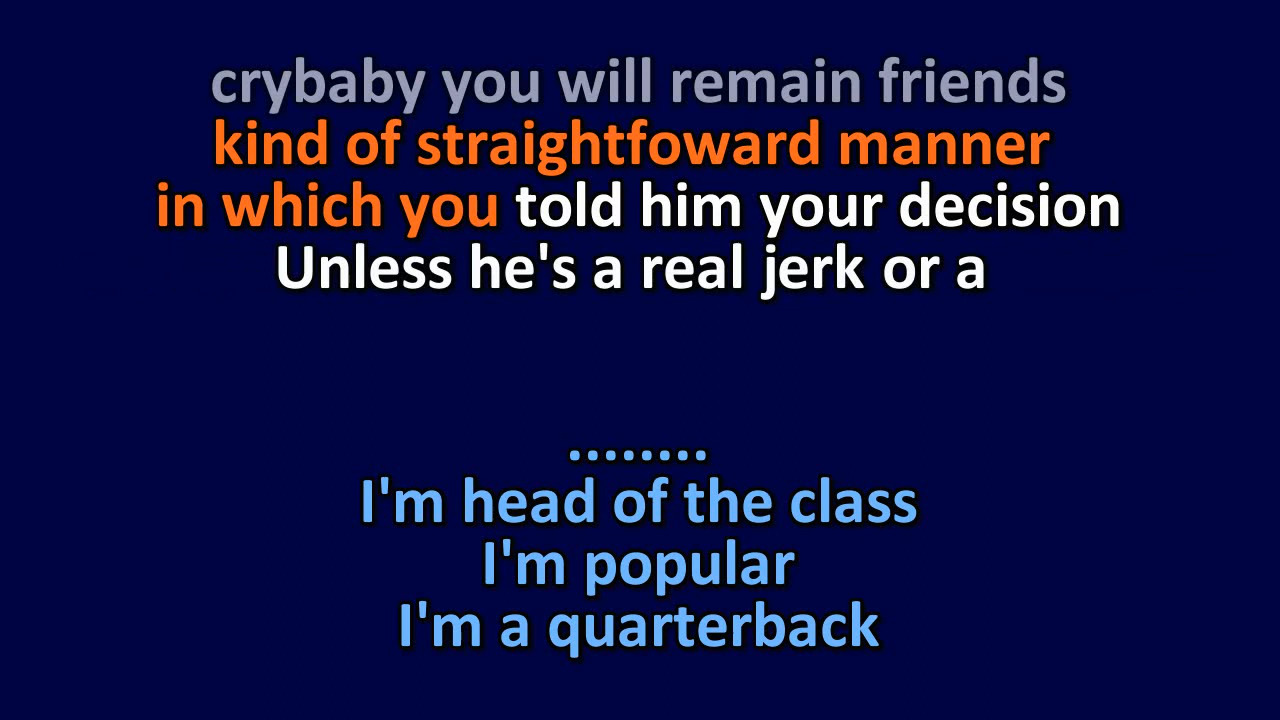 crybaby you will remain friends
kind of straightfoward manner
in which you told him your decision
Unless he's a real jerk or a
........
I'm head of the class
I'm popular
I'm a quarterback